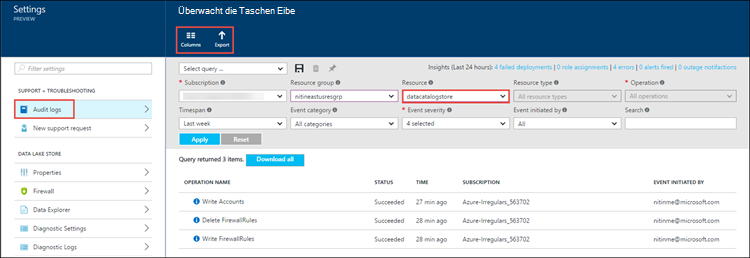 Settings
PREVIEW
Überwacht die Taschen Eibe
Columns
Export
Filter settings
SUPPORT + TROUBLESHOOTING
Audit logs
New support request
DATA LAKE STORE
Properties
Firewall
Data Explorer
Diagnostic Settings
Diagnostic Logs
Select query ...
Insights (Last 24 hours): 4 failed deployments | 0 role assignments | 4 errors | 0 alerts fired | 0 outage notifications
* Subscription Resource group * Resource Resource type * Operation
nitineastusresgrp datacatalogstore All resource types All operations
Timespan Event category * Event severity Event initiated by Search
Last week All categories 4 selected All
Apply Reset
Query returned 3 items. Download all
OPERATION NAME STATUS TIME SUBSCRIPTION EVENT INITIATED BY
Write Accounts Succeeded 27 min ago Azure-Irregulars_563702 nitinme@microsoft.com
Delete FirewallRules Succeeded 28 min ago Azure-Irregulars_563702 nitinme@microsoft.com
Write FirewallRules Succeeded 28 min ago Azure-Irregulars_563702 nitinme@microsoft.com